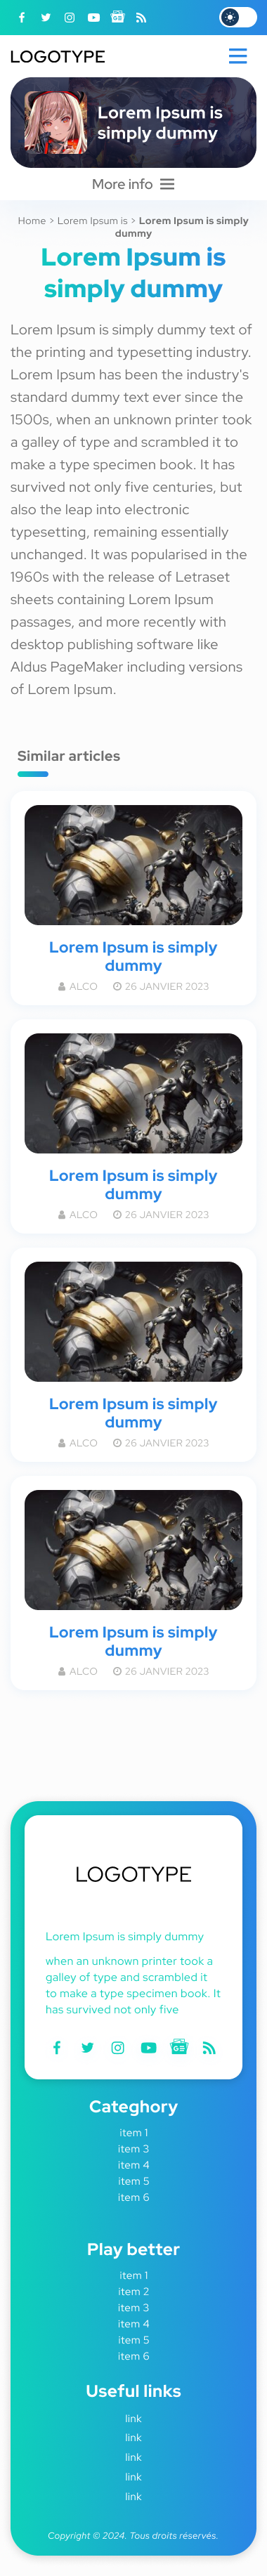 LOGOTYPE
Lorem Ipsum is
simply dummy
More info
Home > Lorem Ipsum is > Lorem Ipsum is simply
dummy
Lorem Ipsum is
simply dummy
Lorem Ipsum is simply dummy text of
the printing and typesetting industry.
Lorem Ipsum has been the industry's
standard dummy text ever since the
1500s, when an unknown printer took
a galley of type and scrambled it to
make a type specimen book. It has
survived not only five centuries, but
also the leap into electronic
typesetting, remaining essentially
unchanged. It was popularised in the
1960s with the release of Letraset
sheets containing Lorem Ipsum
passages, and more recently with
desktop publishing software like
Aldus PageMaker including versions
of Lorem Ipsum.
Similar articles
Lorem Ipsum is simply
dummy
ALCO 26 JANVIER 2023
Lorem Ipsum is simply
dummy
ALCO 26 JANVIER 2023
Lorem Ipsum is simply
dummy
ALCO 26 JANVIER 2023
Lorem Ipsum is simply
dummy
ALCO 26 JANVIER 2023
LOGOTYPE
Lorem Ipsum is simply dummy
when an unknown printer took a
galley of type and scrambled it
to make a type specimen book. It
has survived not only five
Categhory
item 1
item 3
item 4
item 5
item 6
Play better
item 1
item 2
item 3
item 4
item 5
item 6
Useful links
link
link
link
link
link
Copyright © 2024. Tous droits réservés.